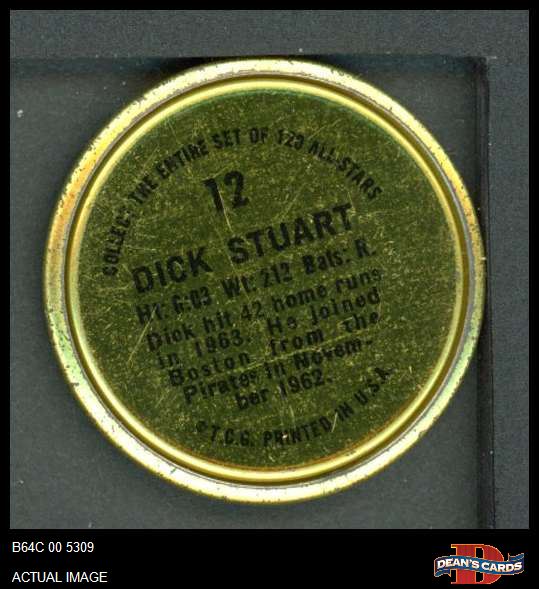 COLLECT THE ENTIRE SET OF 123 ALL-STARS
12
DICK STUART
Ht: 6:03 Wt: 212 Bats: R.
Dick hit 42 home runs
in 1963. He joined
Boston from the
Pirates in Novem-
ber 1962.
© T.C.G. PRINTED IN U.S.A.
B64C 00 5309
ACTUAL IMAGE
B
DEAN'S CARDS